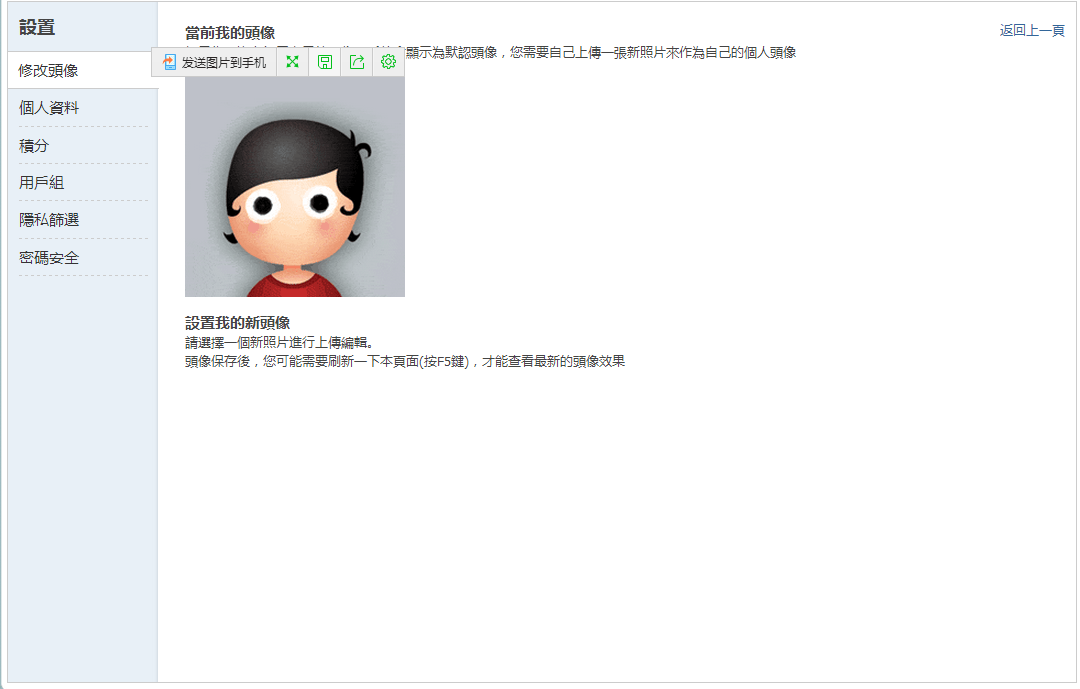 設置
修改頭像
個人資料
積分
用戶組
隱私篩選
密碼安全
當前我的頭像
返回上一頁
顯示為默認頭像，您需要自己上傳一張新照片來作為自己的個人頭像
发送图片到手机
設置我的新頭像
請選擇一個新照片進行上傳編輯。
頭像保存後，您可能需要刷新一下本頁面(按F5鍵)，才能查看最新的頭像效果